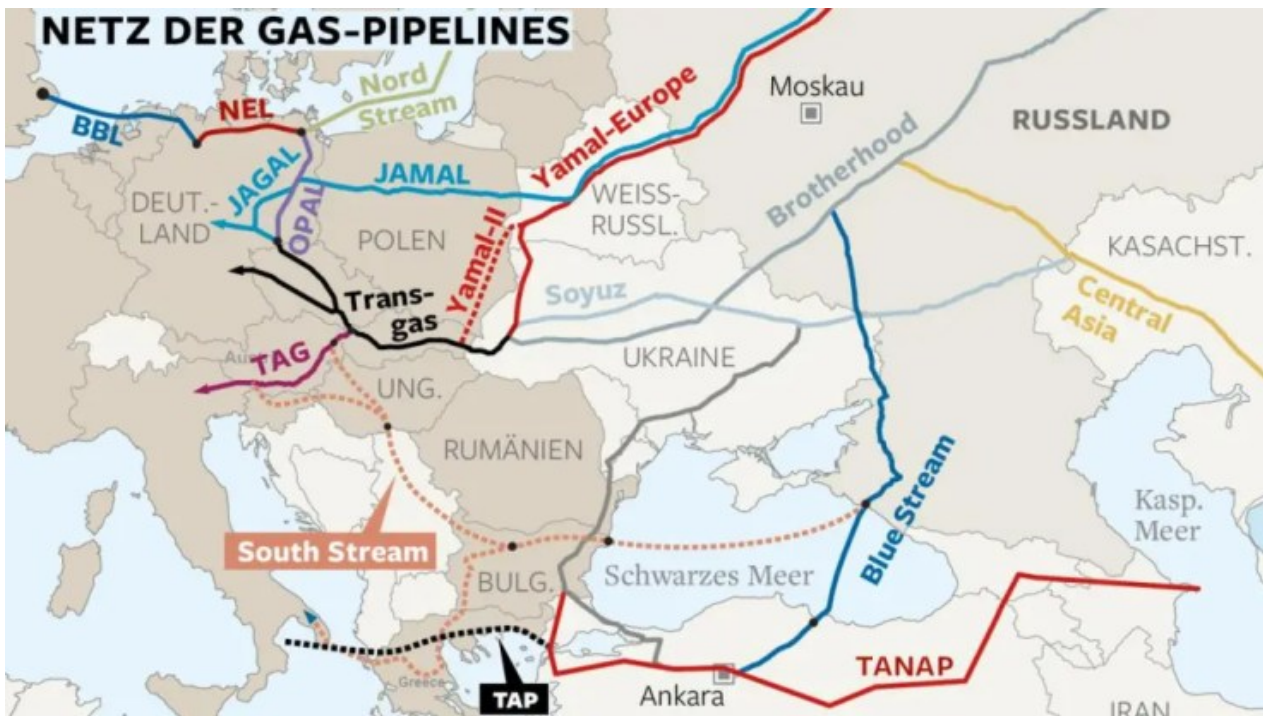 NETZ DER GAS-PIPELINES
Nord
Stream
NEL
BBL
Yamal-Europe
Moskau
RUSSLAND
Brotherhood
JAGAL
JAMAL
DEUT.-
LAND
OPAL
POLEN
WEISS-
RUSSL.
KASACHST.
Yamal-II
Trans-
gas
Soyuz
Central
Asia
TAG
UKRAINE
UNG.
RUMÄNIEN
Blue Stream
Kasp.
Meer
South Stream
BULG.
Schwarzes Meer
TANAP
Greece
TAP
Ankara
IRAN